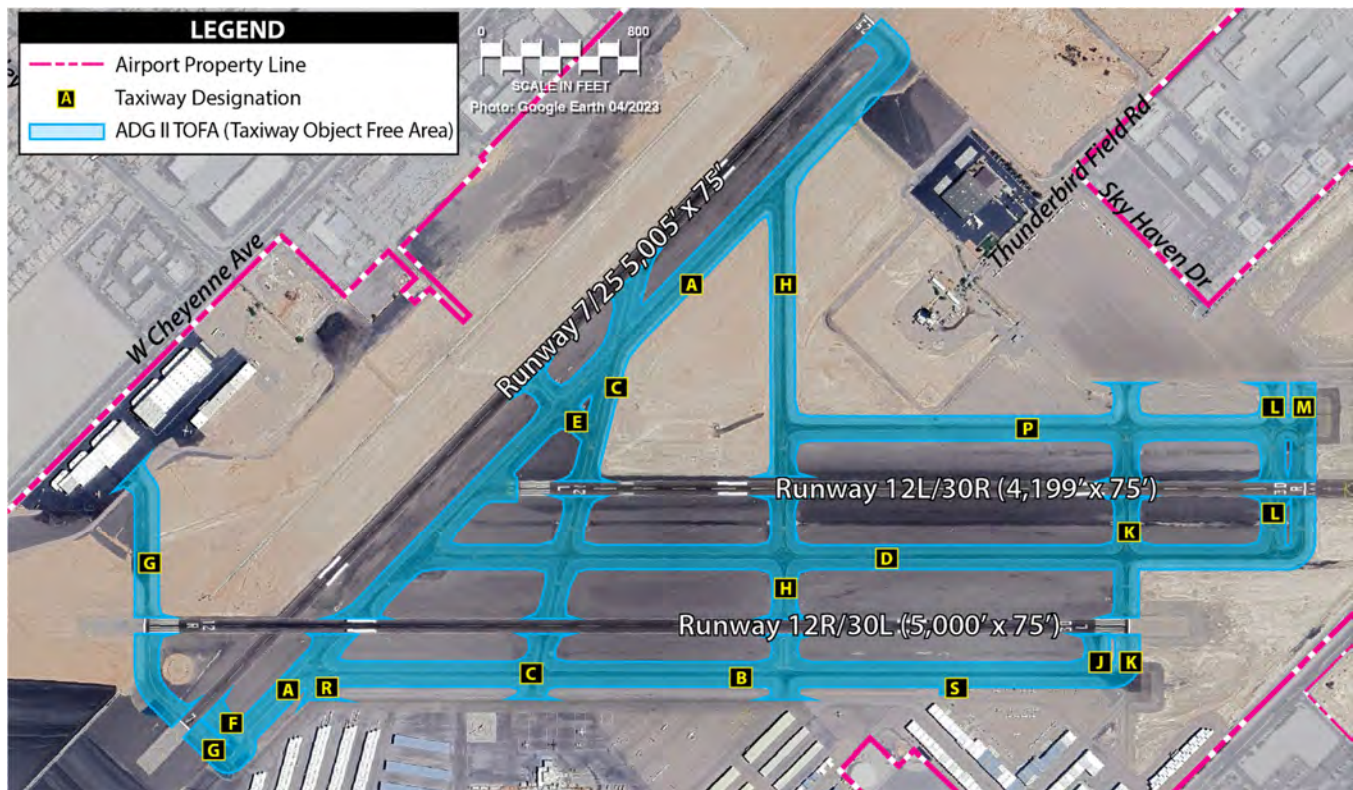 LEGEND
Airport Property Line
A Taxiway Designation
ADG II TOFA (Taxiway Object Free Area)
0 800
SCALE IN FEET
Photo: Google Earth 04/2023
W Cheyenne Ave
Thunderbird Field Rd
Sky Haven Dr
Runway 7/25 5,005' x 75'
A
H
C
E
L
M
P
Runway 12L/30R (4,199' x 75')
L
K
D
G
H
Runway 12R/30L (5,000' x 75')
12
R
J
K
C
B
A
R
S
F
G